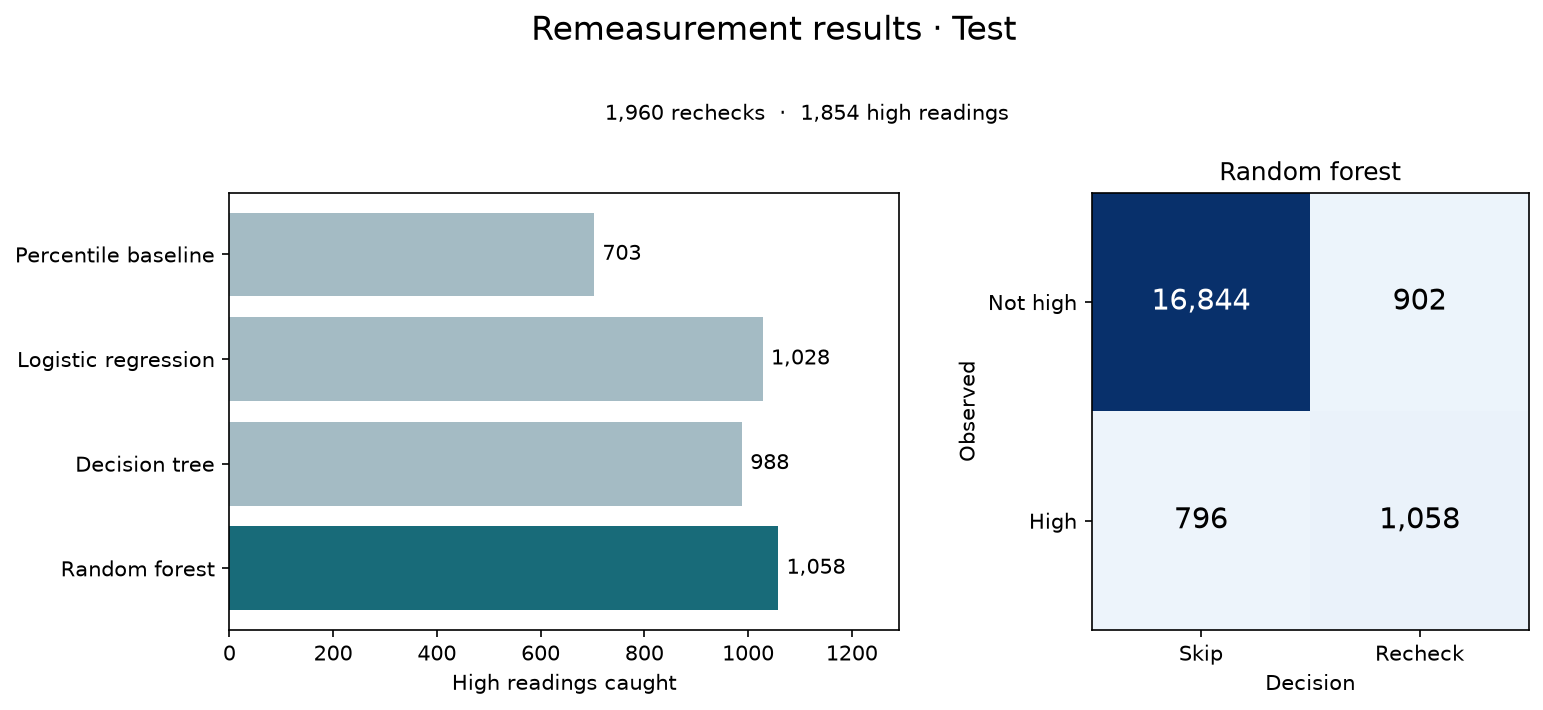 Remeasurement results · Test
1,960 rechecks · 1,854 high readings
Percentile baseline
703
Logistic regression
1,028
Decision tree
988
Random forest
1,058
0 200 400 600 800 1000 1200
High readings caught
Random forest
Observed
Not high
16,844 902
High
796 1,058
Skip Recheck
Decision